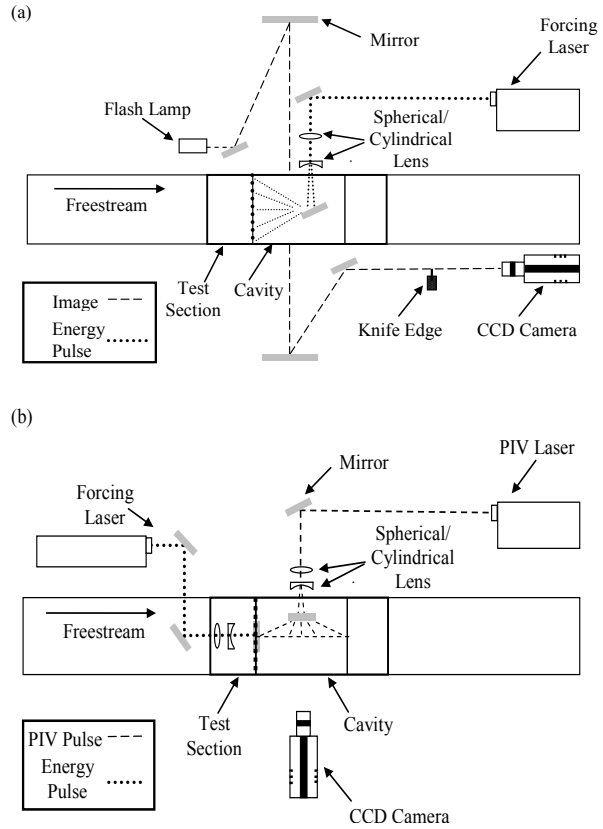 (a)
Mirror
Forcing
Laser
Flash Lamp
Spherical/
Cylindrical
Lens
Freestream
Test
Section
Cavity
Image
Energy
Pulse
Knife Edge
CCD Camera
(b)
Mirror
PIV Laser
Forcing
Laser
Spherical/
Cylindrical
Lens
Freestream
Test
Section
Cavity
PIV Pulse
Energy
Pulse
CCD Camera